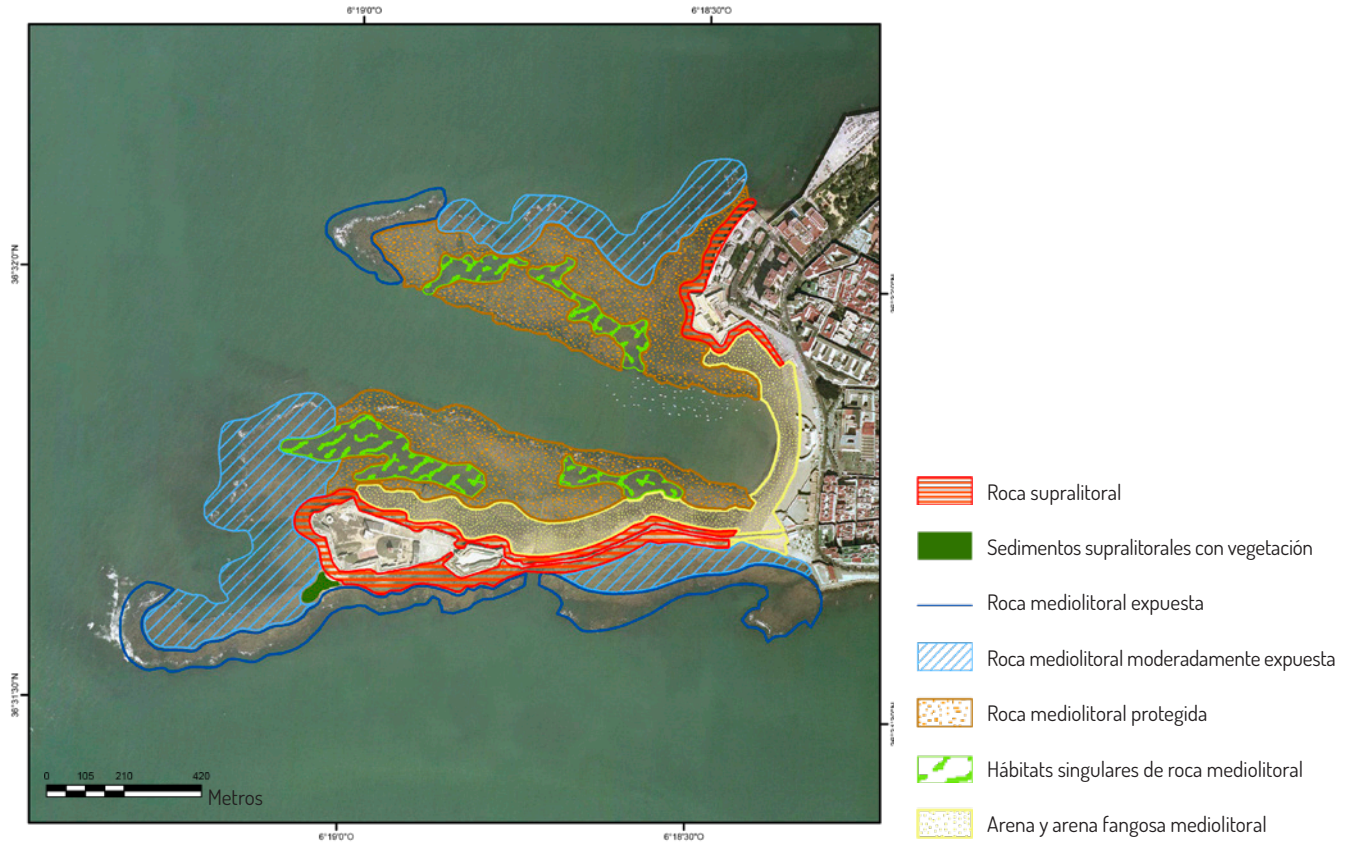 6°19'0"O
6°18'30"O
36°32'0"N
Roca supralitoral
Sedimentos supralitorales con vegetación
Roca mediolitoral expuesta
Roca mediolitoral moderadamente expuesta
Roca mediolitoral protegida
Hábitats singulares de roca mediolitoral
Arena y arena fangosa mediolitoral
36°31'30"N
0 105 210 420
Metros
6°19'0"O
6°18'30"O